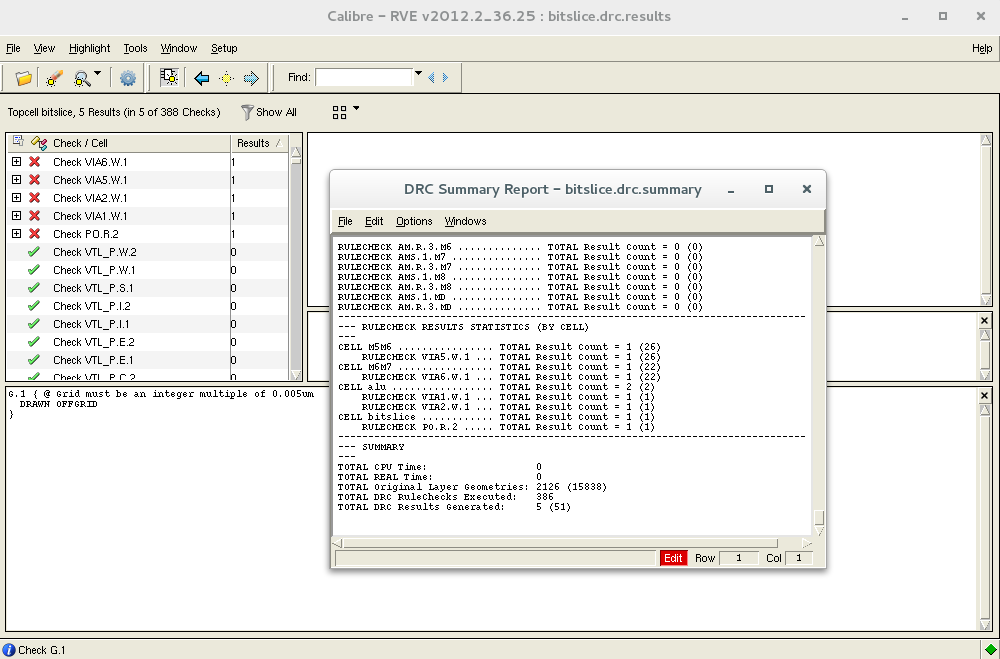 Calibre - RVE v2012.2_36.25 : bitslice.drc.results
File View Highlight Tools Window Setup Help
Find:
Topcell bitslice, 5 Results (in 5 of 388 Checks) Show All
Check / Cell Results
Check VIA6.W.1 1
Check VIA5.W.1 1
Check VIA2.W.1 1
Check VIA1.W.1 1
Check PO.R.2 1
Check VTL_P.W.2 0
Check VTL_P.W.1 0
Check VTL_P.S.1 0
Check VTL_P.I.2 0
Check VTL_P.I.1 0
Check VTL_P.E.2 0
Check VTL_P.E.1 0
Check VTL_P.C.2 0
G.1 { @ Grid must be an integer multiple of 0.005um
DRAWN OFFGRID
}
DRC Summary Report - bitslice.drc.summary
File Edit Options Windows
RULECHECK AM.R.3.M6 .............. TOTAL Result Count = 0 (0)
RULECHECK AMS.1.M7 ............... TOTAL Result Count = 0 (0)
RULECHECK AM.R.3.M7 .............. TOTAL Result Count = 0 (0)
RULECHECK AMS.1.M8 ............... TOTAL Result Count = 0 (0)
RULECHECK AM.R.3.M8 .............. TOTAL Result Count = 0 (0)
RULECHECK AMS.1.MD ............... TOTAL Result Count = 0 (0)
RULECHECK AM.R.3.MD .............. TOTAL Result Count = 0 (0)
----------------------------------------------------------------------------------
--- RULECHECK RESULTS STATISTICS (BY CELL)
---
CELL M5M6 ................ TOTAL Result Count = 1 (26)
RULECHECK VIA5.W.1 ... TOTAL Result Count = 1 (26)
CELL M6M7 ................ TOTAL Result Count = 1 (22)
RULECHECK VIA6.W.1 ... TOTAL Result Count = 1 (22)
CELL alu ................. TOTAL Result Count = 2 (2)
RULECHECK VIA1.W.1 ... TOTAL Result Count = 1 (1)
RULECHECK VIA2.W.1 ... TOTAL Result Count = 1 (1)
CELL bitslice ............ TOTAL Result Count = 1 (1)
RULECHECK PO.R.2 ..... TOTAL Result Count = 1 (1)
----------------------------------------------------------------------------------
--- SUMMARY
---
TOTAL CPU Time: 0
TOTAL REAL Time: 0
TOTAL Original Layer Geometries: 2126 (15838)
TOTAL DRC RuleChecks Executed: 386
TOTAL DRC Results Generated: 5 (51)
Edit Row 1 Col 1
Check G.1